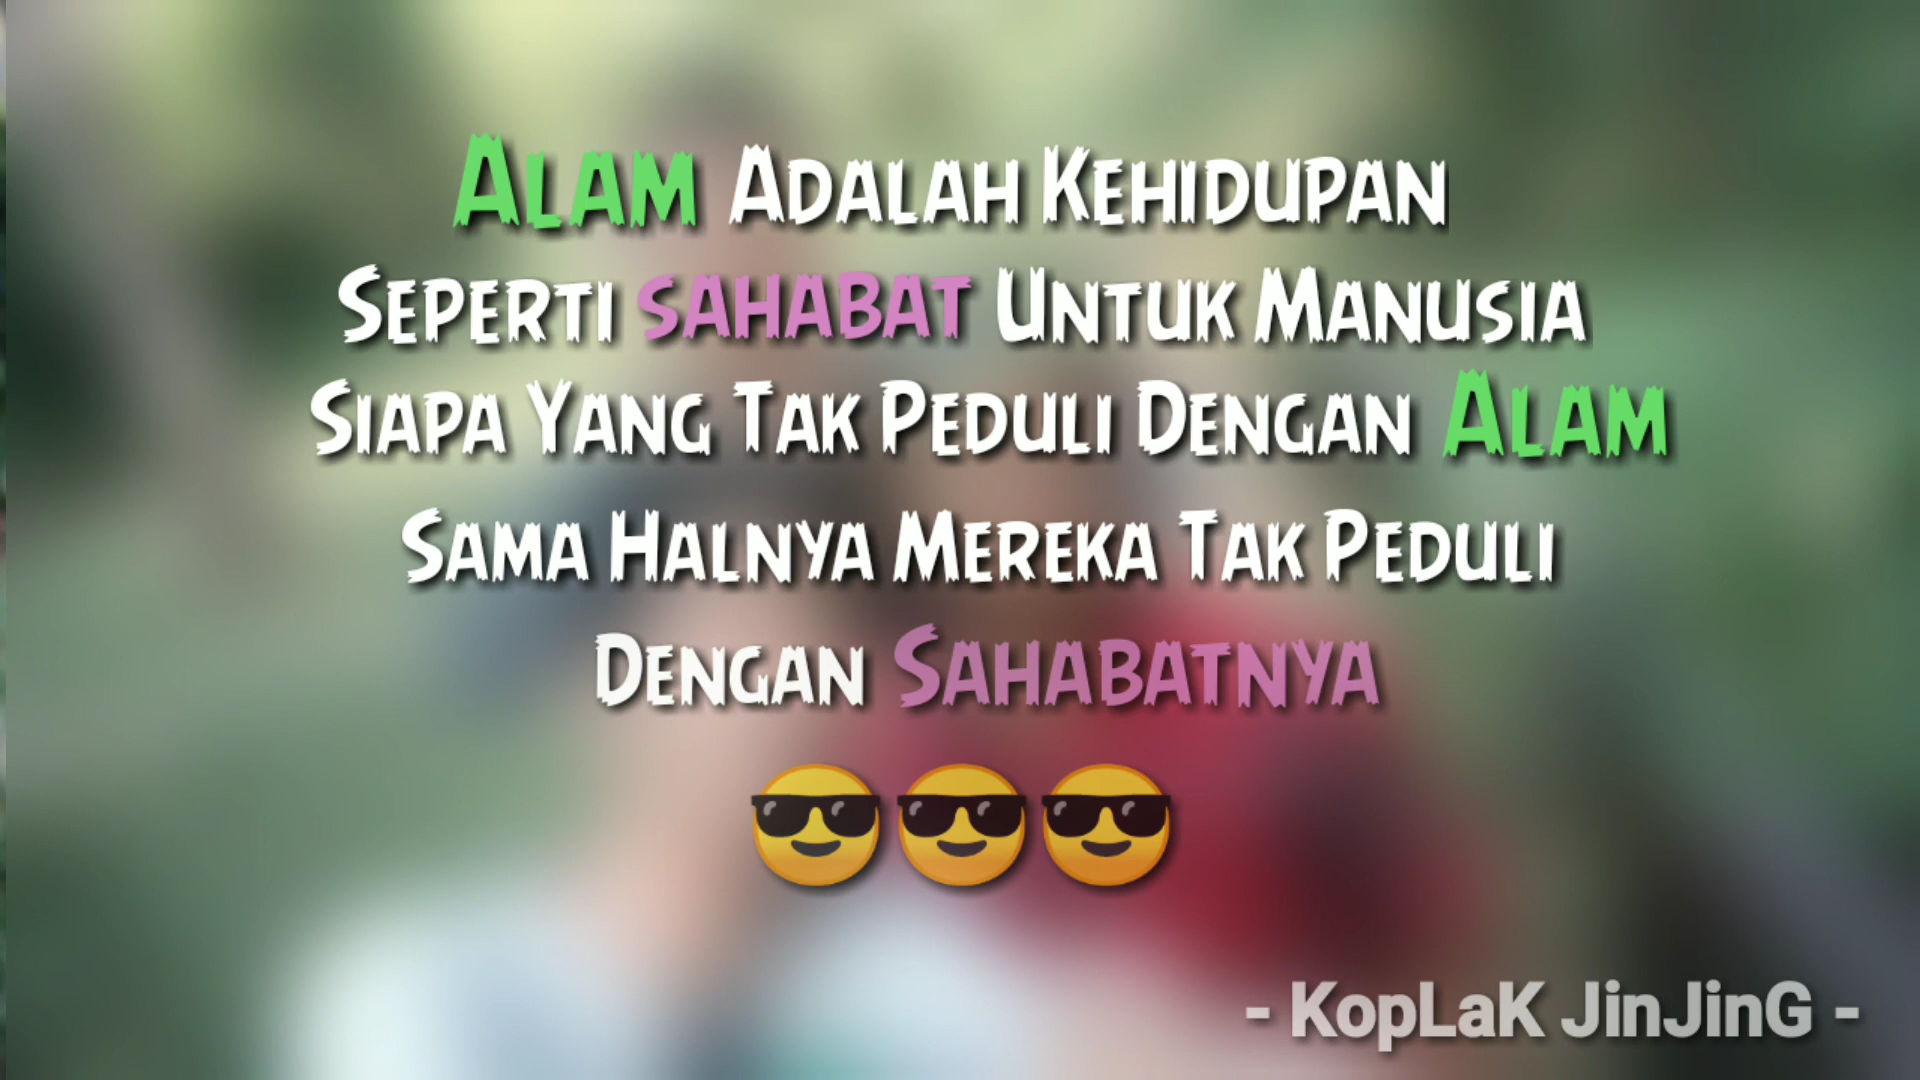 Alam Adalah Kehidupan
Seperti sahabat Untuk Manusia
Siapa Yang Tak Peduli Dengan Alam
Sama Halnya Mereka Tak Peduli
Dengan Sahabatnya
😎😎😎
- KopLaK JinJinG -